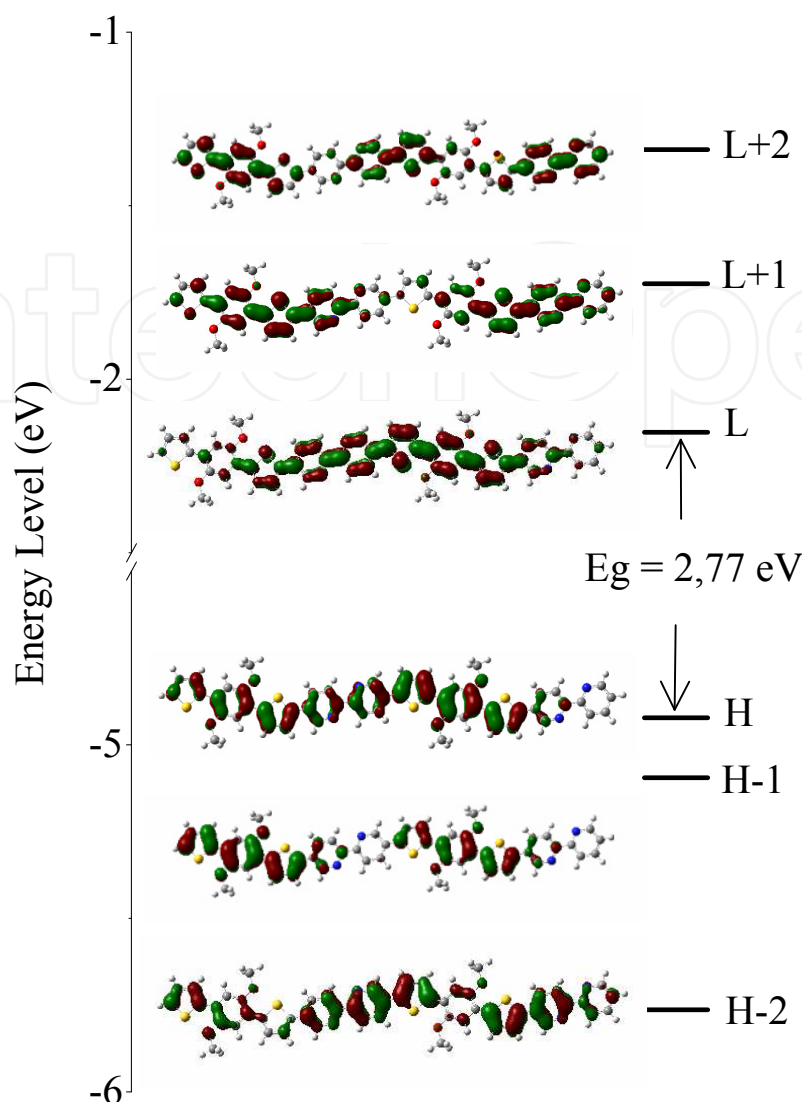 -1
L+2
L+1
-2
L
Energy Level (eV)
Eg = 2,77 eV
H
-5
H-1
H-2
-6